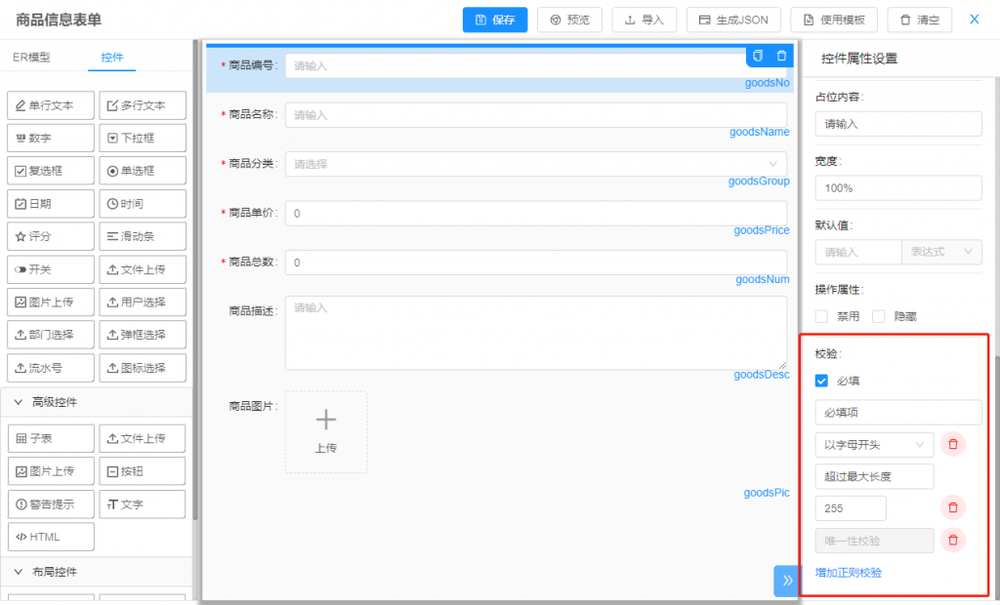 商品信息表单
保存
预览
导入
生成JSON
使用模板
清空
ER模型
控件
单行文本
多行文本
数字
下拉框
复选框
单选框
日期
时间
评分
滑动条
开关
文件上传
图片上传
用户选择
部门选择
弹框选择
流水号
图标选择
高级控件
子表
文件上传
图片上传
按钮
警告提示
文字
HTML
布局控件
* 商品编号:
请输入
goodsNo
* 商品名称:
请输入
goodsName
* 商品分类:
请选择
goodsGroup
* 商品单价:
0
goodsPrice
* 商品总数:
0
goodsNum
商品描述:
请输入
goodsDesc
商品图片:
上传
goodsPic
控件属性设置
占位内容:
请输入
宽度:
100%
默认值:
请输入
表达式
操作属性:
禁用
隐藏
校验:
必填
必填项
以字母开头
超过最大长度
255
唯一性校验
增加正则校验